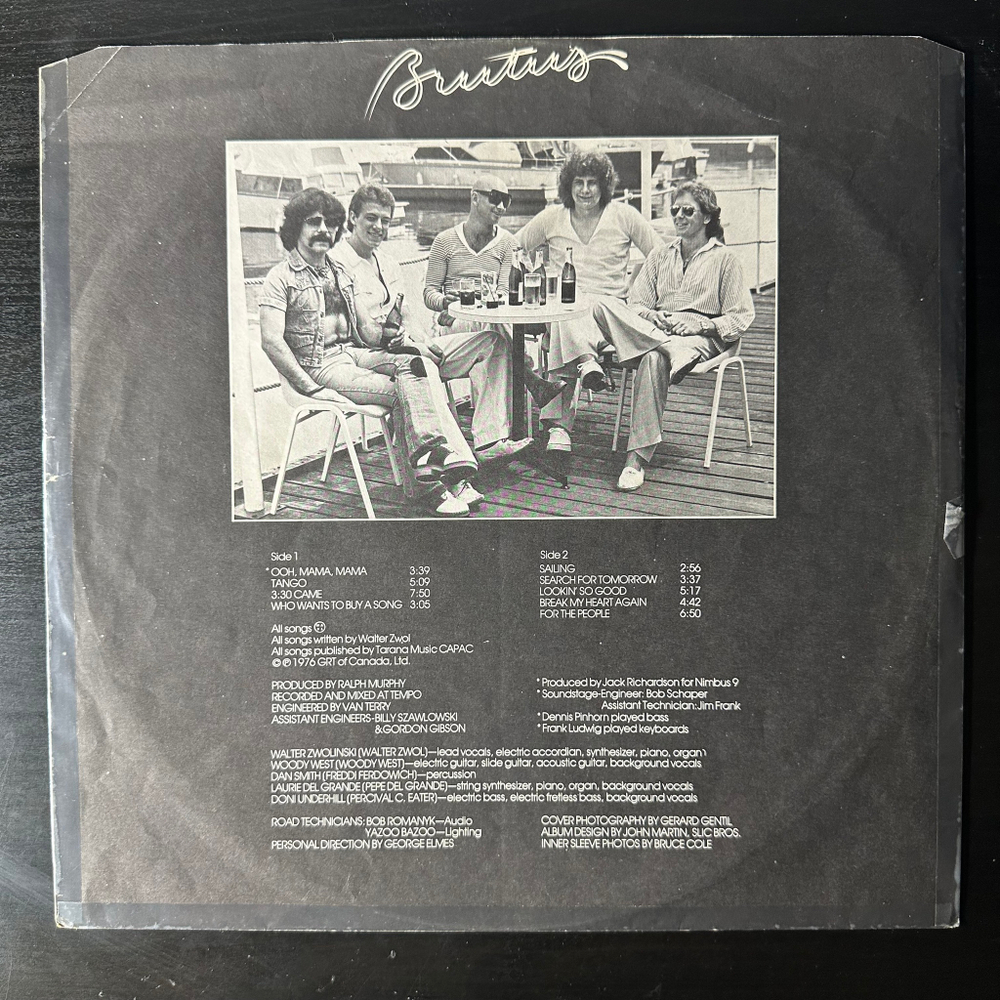 Bruutuus
Side 1
* OOH, MAMA, MAMA 3:39
TANGO 5:09
3:30 CAME 7:50
WHO WANTS TO BUY A SONG 3:05
All songs
All songs written by Walter Zwol
All songs published by Tarana Music CAPAC
© ℗ 1976 GRT of Canada, Ltd.
Side 2
SAILING 2:56
SEARCH FOR TOMORROW 3:37
LOOKIN' SO GOOD 5:17
BREAK MY HEART AGAIN 4:42
FOR THE PEOPLE 6:50
PRODUCED BY RALPH MURPHY
RECORDED AND MIXED AT TEMPO
ENGINEERED BY VAN TERRY
ASSISTANT ENGINEERS-BILLY SZAWLOWSKI
& GORDON GIBSON
* Produced by Jack Richardson for Nimbus 9
* Soundstage-Engineer: Bob Schaper
Assistant Technician: Jim Frank
* Dennis Pinhorn played bass
* Frank Ludwig played keyboards
WALTER ZWOLINSKI (WALTER ZWOL)—lead vocals, electric accordian, synthesizer, piano, organ
WOODY WEST (WOODY WEST)—electric guitar, slide guitar, acoustic guitar, background vocals
DAN SMITH (FREDDI FERDOWICH)—percussion
LAURIE DEL GRANDE (PEPE DEL GRANDE)—string synthesizer, piano, organ, background vocals
DONI UNDERHILL (PERCIVAL C. EATER)—electric bass, electric fretless bass, background vocals
ROAD TECHNICIANS: BOB ROMANYK—Audio
YAZOO BAZOO—Lighting
PERSONAL DIRECTION BY GEORGE ELMES
COVER PHOTOGRAPHY BY GERARD GENTIL
ALBUM DESIGN BY JOHN MARTIN, SLIC BROS.
INNER SLEEVE PHOTOS BY BRUCE COLE